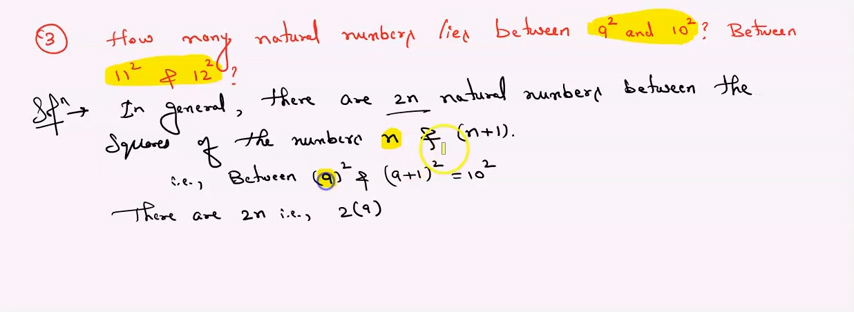 ③ How many natural numbers lies between 9² and 10²? Between
11² & 12²?
Solⁿ→ In general, there are 2n natural numbers between the
squares of the numbers n & (n+1).
i.e., Between (9)² & (9+1)² = 10²
There are 2n i.e., 2(9)